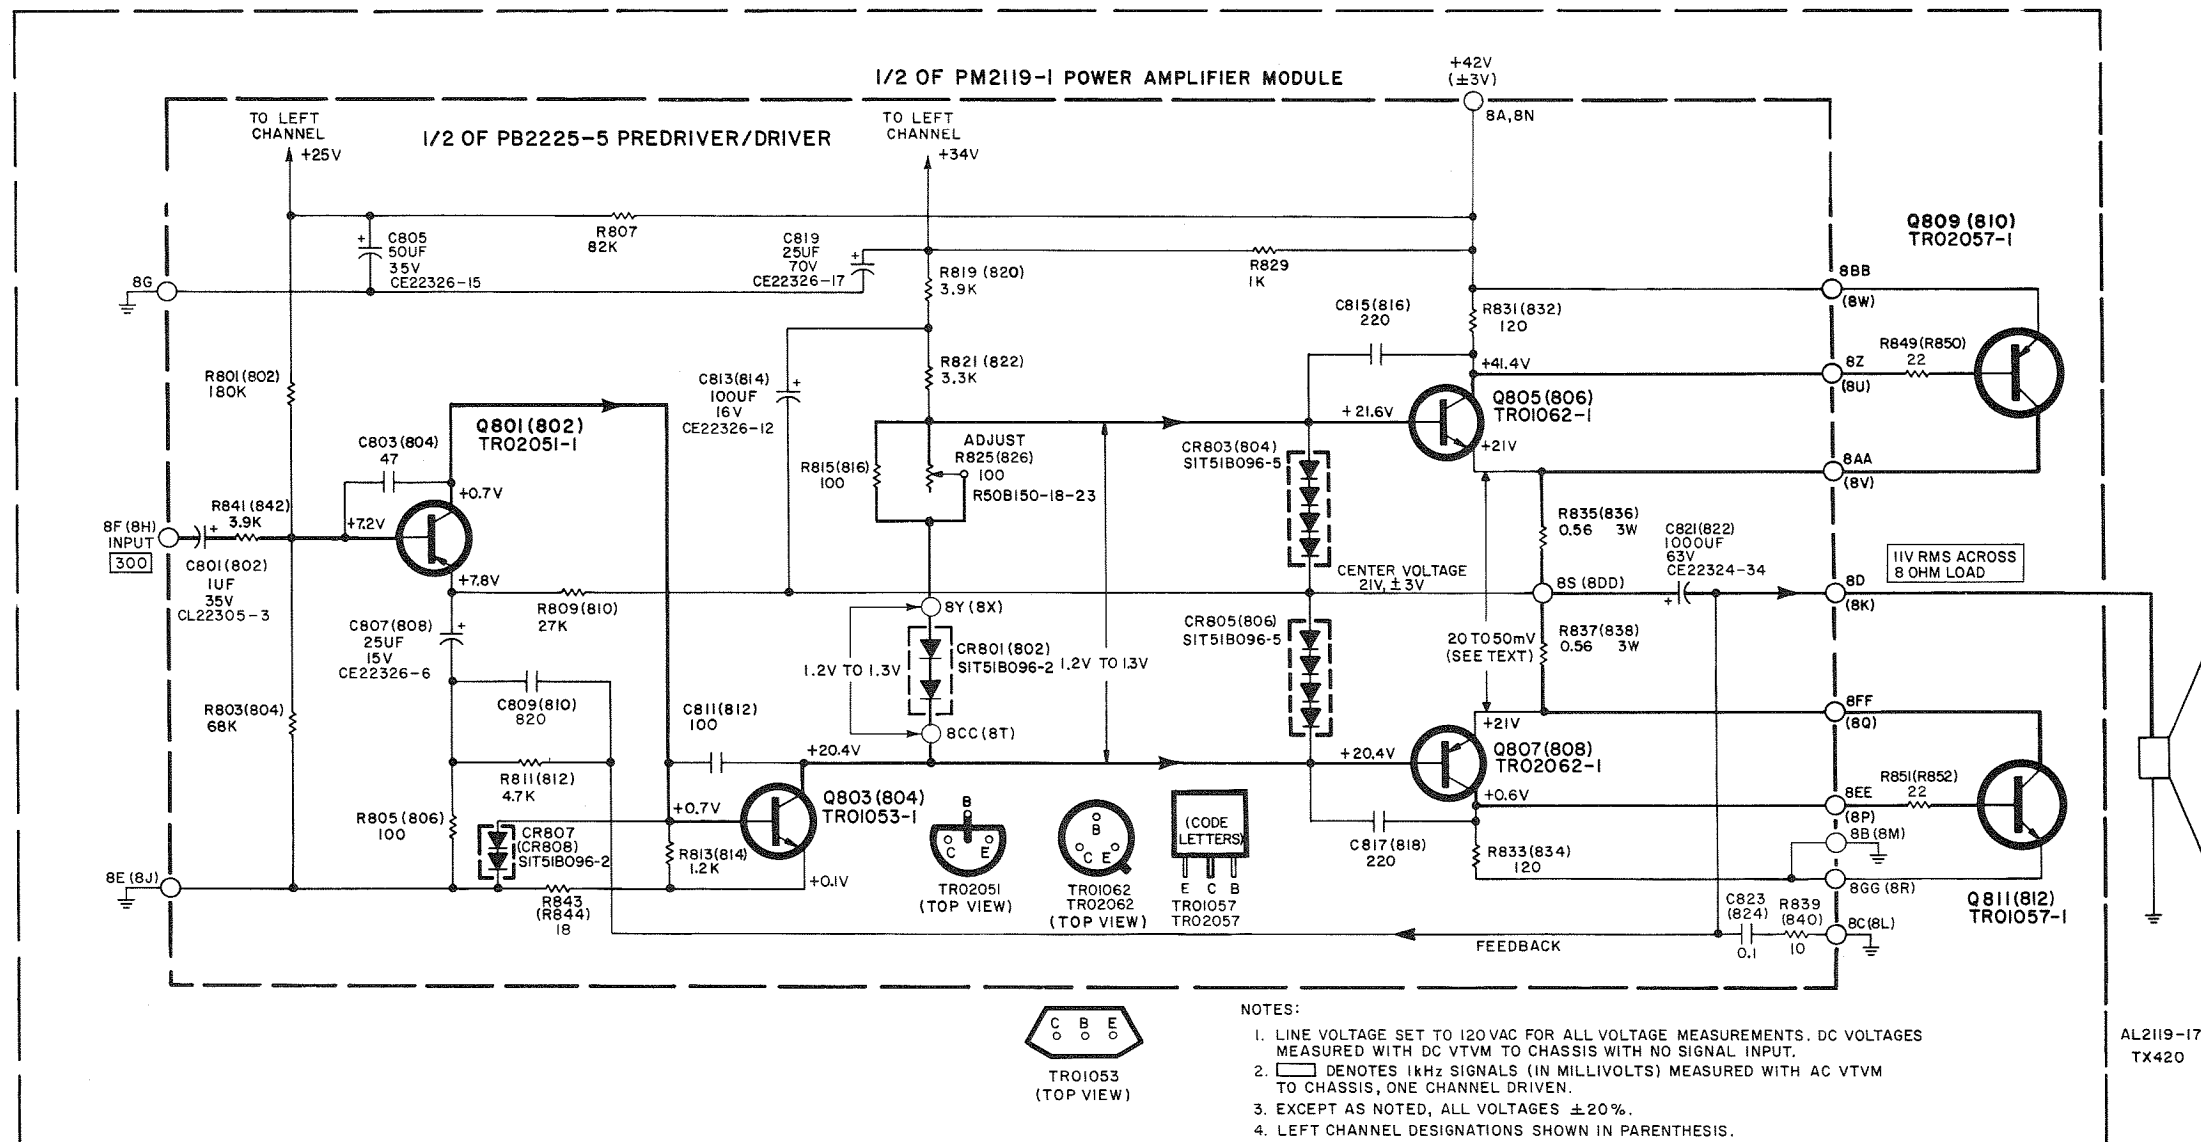 1/2 OF PM2119-1 POWER AMPLIFIER MODULE
+42V
(±3V)
8A,8N
TO LEFT
CHANNEL
+25V
1/2 OF PB2225-5 PREDRIVER/DRIVER
TO LEFT
CHANNEL
+34V
Q809(810)
TR02057-1
R807
82K
C805
50UF
35V
CE22326-15
C819
25UF
70V
CE22326-17
R829
1K
8G
R819(820)
3.9K
8BB
(8W)
C815(816)
220
R831(832)
120
R849(R850)
22
R801(802)
180K
C813(814)
100UF
16V
CE22326-12
R821(822)
3.3K
+41.4V
8Z
(8U)
Q801(802)
TR02051-1
+21.6V
Q805(806)
TR01062-1
C803(804)
47
ADJUST
R825(826)
100
R50B150-18-23
R815(816)
100
CR803(804)
SIT51B096-5
+21V
8AA
(8V)
+0.7V
R841(842)
3.9K
+7.2V
8F(8H)
INPUT
300
C801(802)
1UF
35V
CL22305-3
R835(836)
0.56 3W
C821(822)
1000UF
63V
CE22324-34
11V RMS ACROSS
8 OHM LOAD
+7.8V
R809(810)
27K
CENTER VOLTAGE
21V, ±3V
8S (8DD)
8D
(8K)
8Y(8X)
C807(808)
25UF
15V
CE22326-6
CR805(806)
SIT51B096-5
R837(838)
0.56 3W
20 TO 50mV
(SEE TEXT)
1.2V TO 1.3V
CR801(802)
SIT51B096-2
1.2V TO 1.3V
C809(810)
820
R803(804)
68K
C811(812)
100
8CC(8T)
+21V
8FF
(8Q)
+20.4V
+20.4V
Q807(808)
TR02062-1
R811(812)
4.7K
R851(R852)
22
+0.7V
Q803(804)
TR01053-1
+0.6V
8EE
(8P)
R805(806)
100
CR807
(CR808)
SIT51B096-2
R813(814)
1.2K
B
C E
B
C E
(CODE
LETTERS)
E C B
C817(818)
220
R833(834)
120
8B(8M)
8E(8J)
+0.1V
8GG (8R)
TR02051
(TOP VIEW)
TR01062
TR02062
(TOP VIEW)
TR01057
TR02057
Q811(812)
TR01057-1
R843
(R844)
18
C823
(824)
0.1
R839
(840)
10
8C(8L)
FEEDBACK
C B E
TR01053
(TOP VIEW)
NOTES:
1. LINE VOLTAGE SET TO 120 VAC FOR ALL VOLTAGE MEASUREMENTS. DC VOLTAGES
MEASURED WITH DC VTVM TO CHASSIS WITH NO SIGNAL INPUT.
2. DENOTES 1kHz SIGNALS (IN MILLIVOLTS) MEASURED WITH AC VTVM
TO CHASSIS, ONE CHANNEL DRIVEN.
3. EXCEPT AS NOTED, ALL VOLTAGES ±20%.
4. LEFT CHANNEL DESIGNATIONS SHOWN IN PARENTHESIS.
AL2119-17
TX420